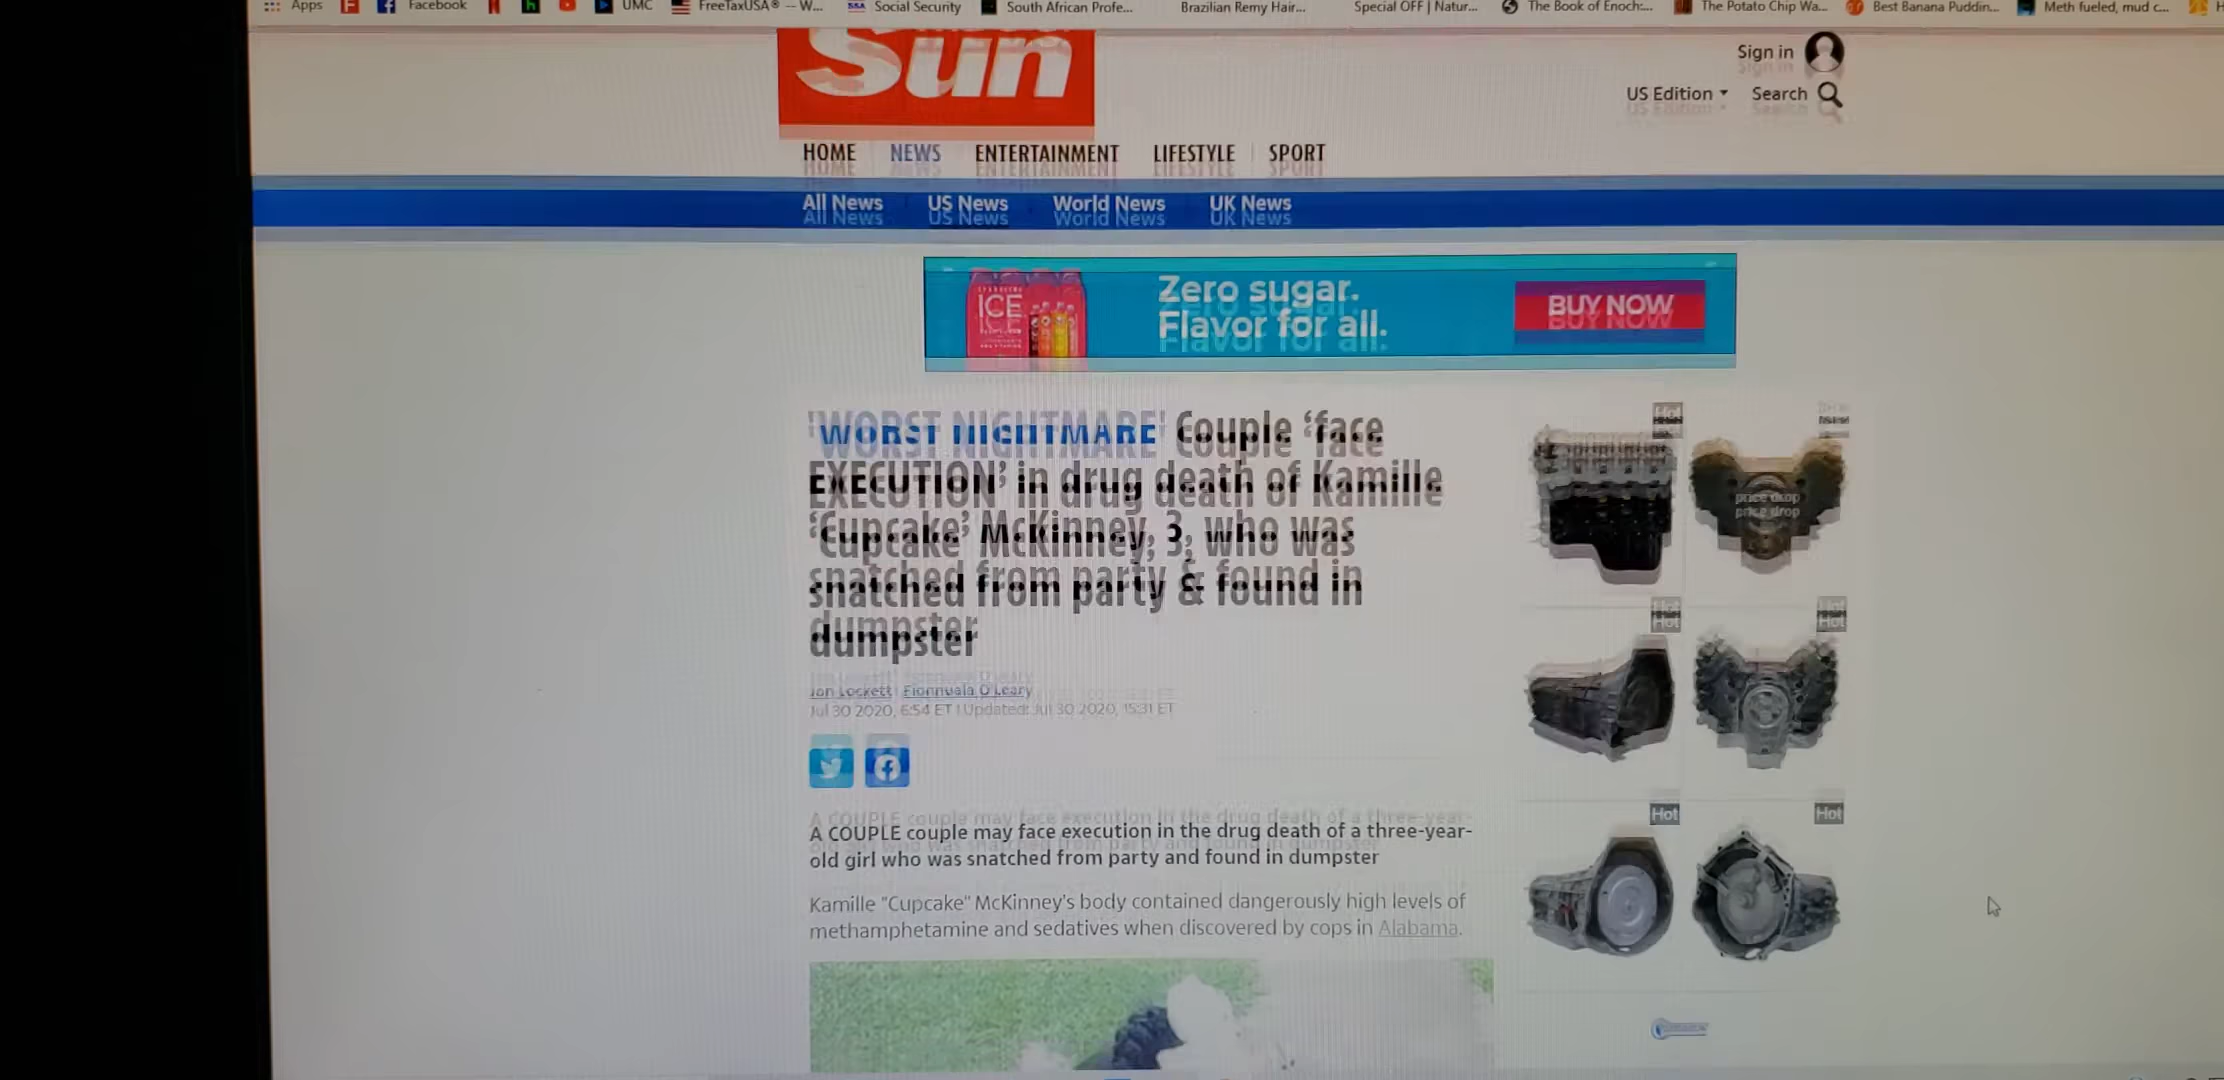 Apps
Facebook
UMC
FreeTaxUSA® -- W...
SSA
Social Security
South African Profe...
Brazilian Remy Hair...
Special OFF | Natur...
The Book of Enoch:...
The Potato Chip Wa...
Best Banana Puddin...
Meth fueled, mud c...
Sun
Sign in
US Edition
Search
HOME
NEWS
ENTERTAINMENT
LIFESTYLE
SPORT
All News
US News
World News
UK News
ICE
Zero sugar.
Flavor for all.
BUY NOW
'WORST NIGHTMARE' Couple ‘face
EXECUTION’ in drug death of Kamille
‘Cupcake’ McKinney, 3, who was
snatched from party & found in
dumpster
Jon Lockett, Fionnuala O'Leary
Jul 30 2020, 6:54 ET | Updated: Jul 30 2020, 15:31 ET
A COUPLE couple may face execution in the drug death of a three-year-
old girl who was snatched from party and found in dumpster
Kamille "Cupcake" McKinney's body contained dangerously high levels of
methamphetamine and sedatives when discovered by cops in Alabama.
Hot
price drop
Hot
Hot
Hot
Hot